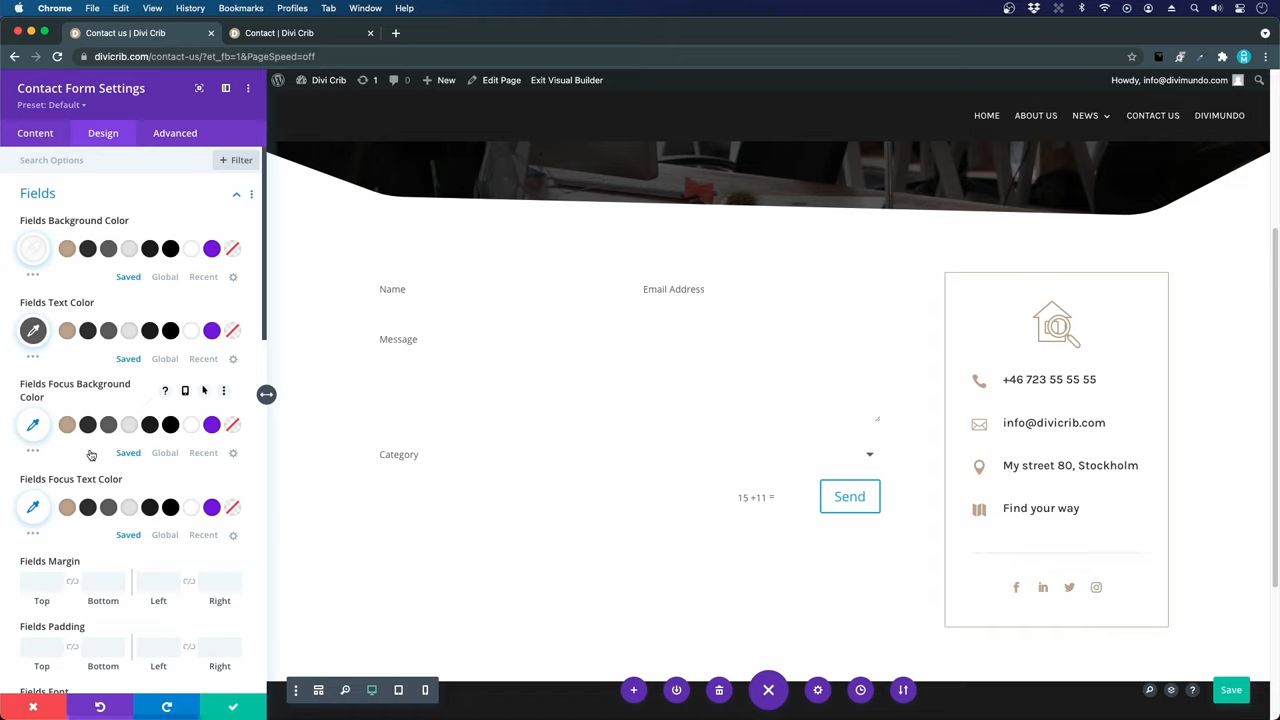 Chrome File Edit View History Bookmarks Profiles Tab Window Help
Contact us | Divi Crib
Contact | Divi Crib
divicrib.com/contact-us/?et_fb=1&PageSpeed=off
Divi Crib 1 New Edit Page Exit Visual Builder Howdy, info@divimundo.com
Contact Form Settings
Preset: Default
Content Design Advanced
Search Options + Filter
Fields
Fields Background Color
Saved Global Recent
Fields Text Color
Saved Global Recent
Fields Focus Background
Color
?
Saved Global Recent
Fields Focus Text Color
Saved Global Recent
Fields Margin
Top Bottom Left Right
Fields Padding
Top Bottom Left Right
Fields Font
HOME ABOUT US NEWS CONTACT US DIVIMUNDO
Name Email Address
Message
Category
15 +11 = Send
+46 723 55 55 55
info@divicrib.com
My street 80, Stockholm
Find your way
Save